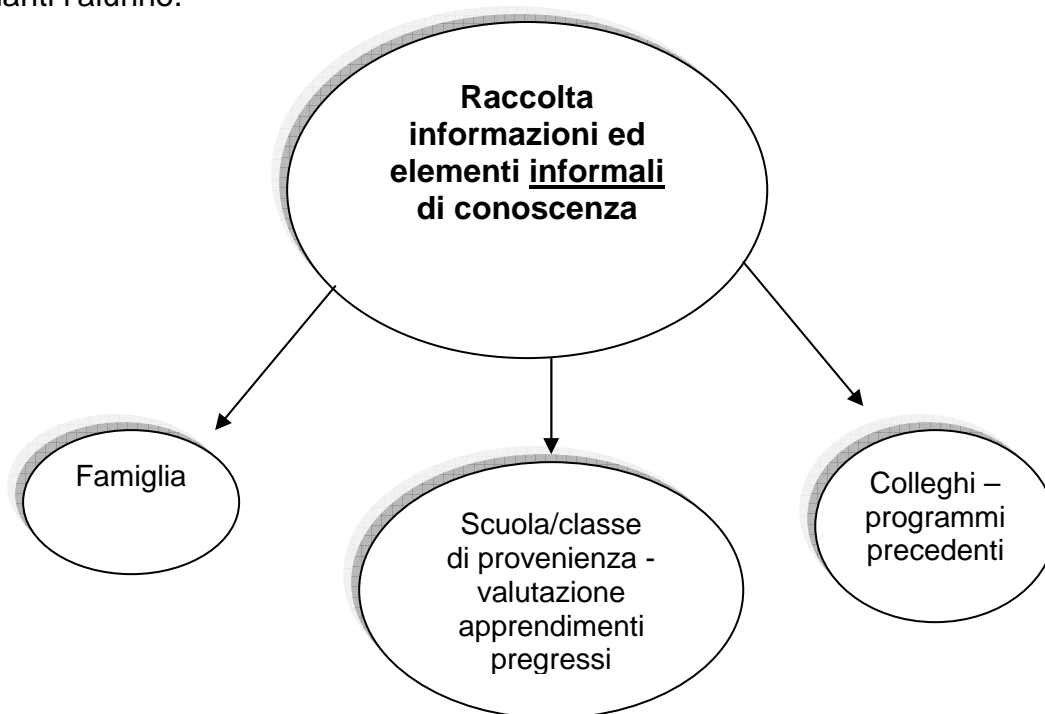 l'alunno.
Raccolta
informazioni ed
elementi informali
di conoscenza
Famiglia
Scuola/classe
di provenienza -
valutazione
apprendimenti
pregressi
Colleghi –
programmi
precedenti